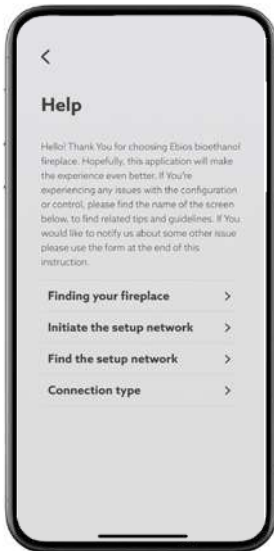 Help
Hello! Thank You for choosing Ebios bioethanol
fireplace. Hopefully, this application will make
the experience even better. If You're
experiencing any issues with the configuration
or control, please find the name of the screen
below, to find related tips and guidelines. If You
would like to notify us about some other issue
please use the form at the end of this
instruction.
Finding your fireplace
Initiate the setup network
Find the setup network
Connection type